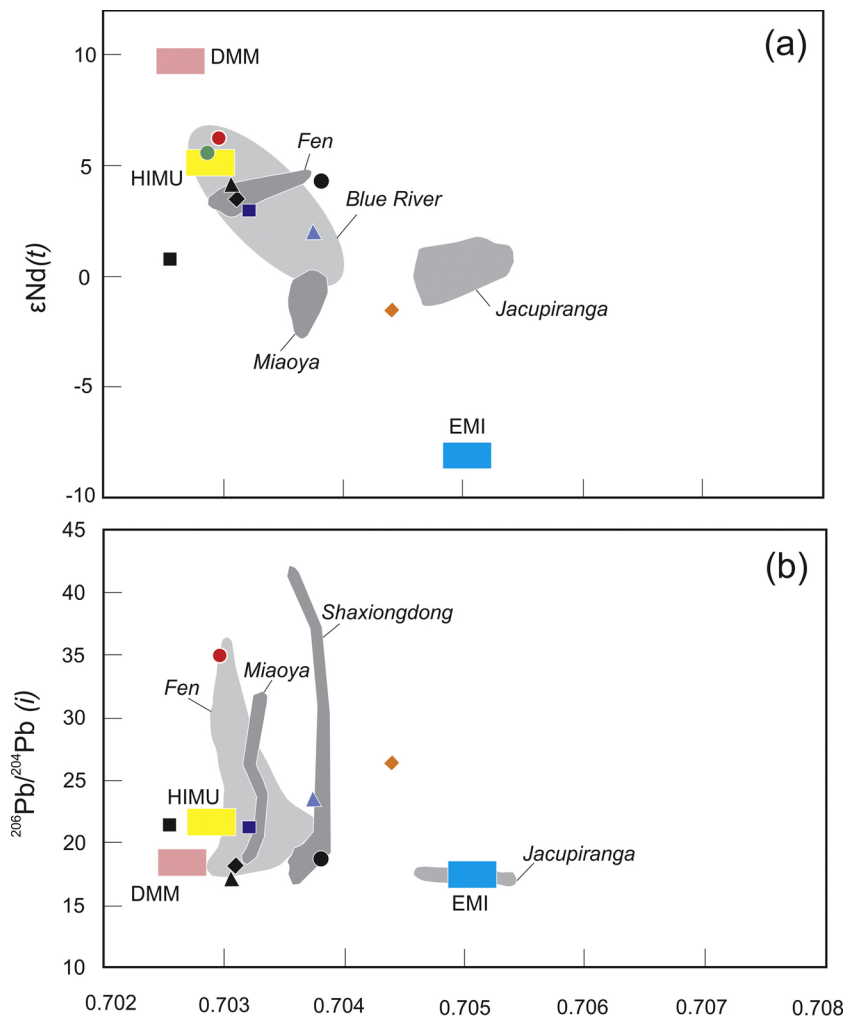 (a)
10
DMM
Fen
5
HIMU
Blue River
εNd(t)
0
Jacupiranga
Miaoya
-5
EMI
-10
45
(b)
40
Shaxiongdong
35
Miaoya
Fen
30
²⁰⁶Pb/²⁰⁴Pb (i)
25
HIMU
20
Jacupiranga
DMM
EMI
15
10
0.702 0.703 0.704 0.705 0.706 0.707 0.708